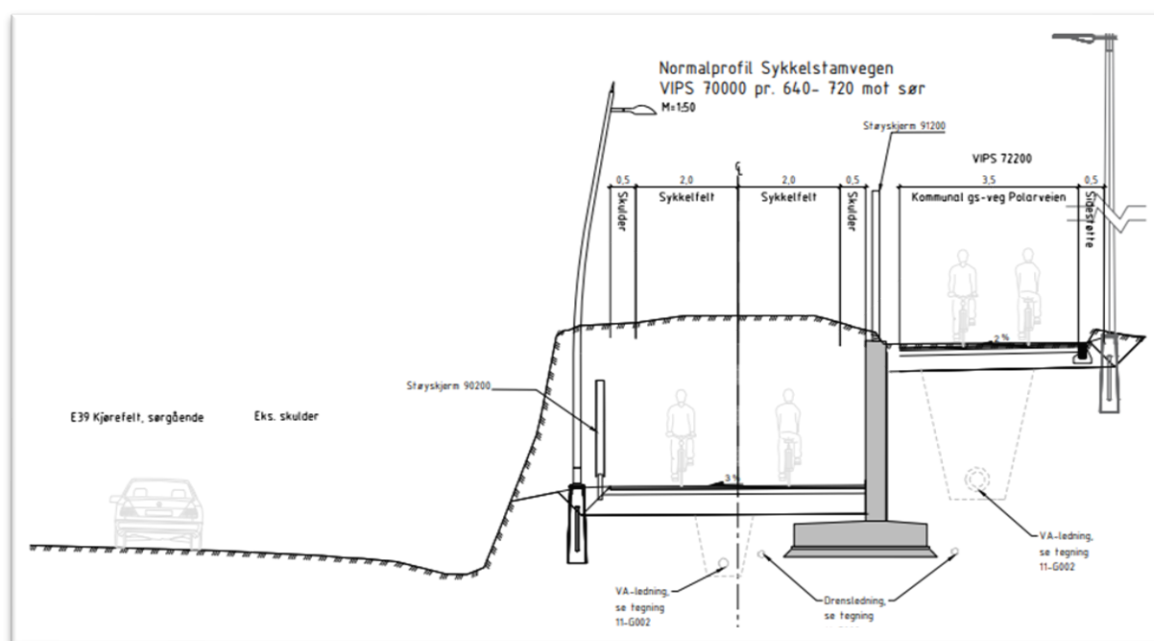 Normalprofil Sykkelstamvegen
VIPS 70000 pr. 640- 720 mot sør
M=1:50
Støyskjerm 91200
VIPS 72200
0,5
2,0
2,0
0,5
3,5
0,5
Skulder
Sykkelfelt
Sykkelfelt
Skulder
Kommunal gs-veg Polarveien
Sidestøtte
2 %
Støyskjerm 90200
E39 Kjørefelt, sørgående
Eks. skulder
3 %
VA-ledning,
se tegning
11-G002
VA-ledning,
se tegning
11-G002
Drensledning,
se tegning